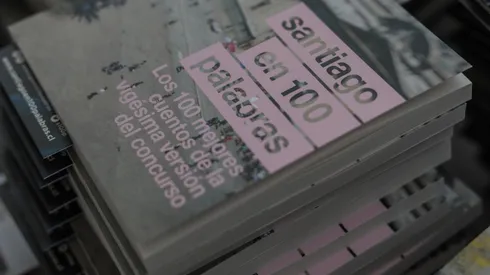 santiago
en 100
palabras
Los 100 mejores
cuentos de la
vigésima versión
del concurso